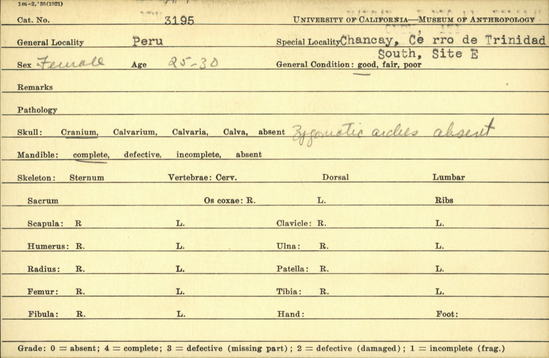 1m-2,'35(1921)
Cat. No. 3195 UNIVERSITY OF CALIFORNIA—MUSEUM OF ANTHROPOLOGY
General Locality Peru Special Locality Chancay, Ce rro de Trinidad
South, Site E
Sex Female Age 25-30 General Condition: good, fair, poor
Remarks
Pathology
Skull: Cranium, Calvarium, Calvaria, Calva, absent Zygomatic arches absent
Mandible: complete, defective, incomplete, absent
Skeleton: Sternum Vertebrae: Cerv. Dorsal Lumbar
Sacrum Os coxae: R. L. Ribs
Scapula: R L. Clavicle: R. L.
Humerus: R. L. Ulna: R. L.
Radius: R. L. Patella: R. L.
Femur: R. L. Tibia: R. L.
Fibula: R. L. Hand: Foot:
Grade: 0 = absent; 4 = complete; 3 = defective (missing part); 2 = defective (damaged); 1 = incomplete (frag.)